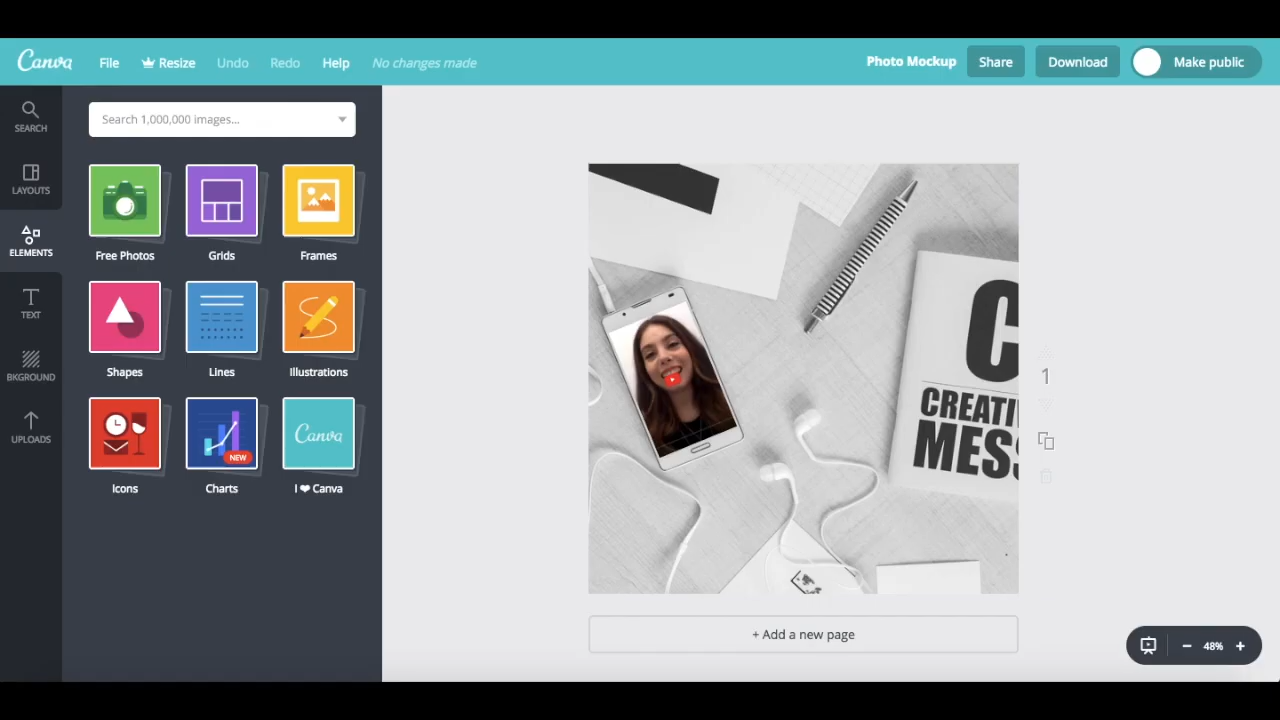 Canva
File
Resize
Undo
Redo
Help
No changes made
Photo Mockup
Share
Download
Make public
SEARCH
LAYOUTS
ELEMENTS
TEXT
BKGROUND
UPLOADS
Search 1,000,000 images...
Free Photos
Grids
Frames
Shapes
Lines
Illustrations
NEW
Canva
Icons
Charts
I ❤ Canva
C
CREATI
MESS
1
+ Add a new page
48%